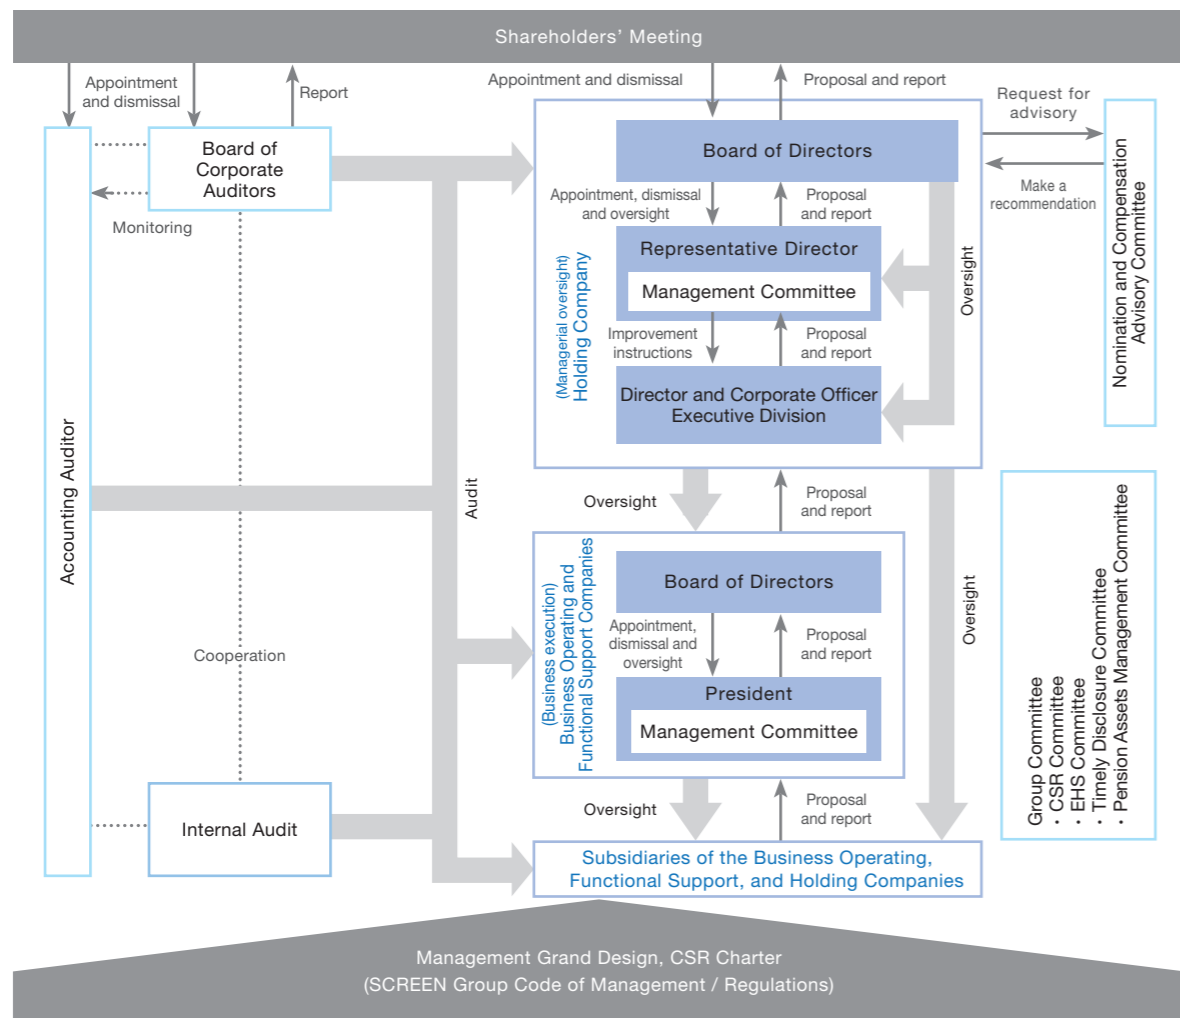 Shareholders’ Meeting
Appointment
and dismissal
Report
Appointment and dismissal
Proposal and report
Request for
advisory
Board of
Corporate
Auditors
Monitoring
Board of Directors
Make a
recommendation
Nomination and Compensation
Advisory Committee
Appointment, dismissal
and oversight
Proposal
and report
Representative Director
Management Committee
Oversight
(Managerial oversight)
Holding Company
Improvement
instructions
Proposal
and report
Director and Corporate Officer
Executive Division
Accounting Auditor
Audit
Oversight
Proposal
and report
Oversight
(Business execution)
Business Operating and
Functional Support Companies
Board of Directors
Appointment,
dismissal and
oversight
Proposal
and report
President
Management Committee
Cooperation
Group Committee
・CSR Committee
・EHS Committee
・Timely Disclosure Committee
・Pension Assets Management Committee
Internal Audit
Oversight
Proposal
and report
Subsidiaries of the Business Operating,
Functional Support, and Holding Companies
Management Grand Design, CSR Charter
(SCREEN Group Code of Management / Regulations)